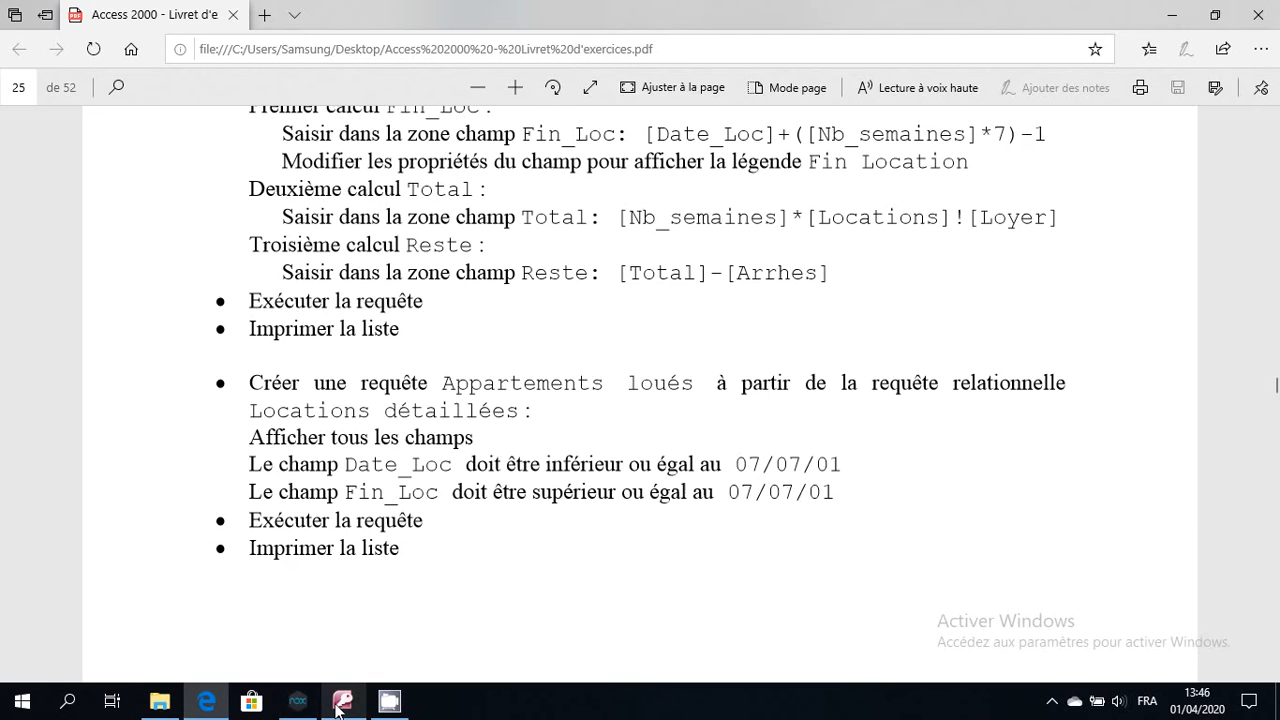 Access 2000 - Livret d'e
file:///C:/Users/Samsung/Desktop/Access%202000%20-%20Livret%20d'exercices.pdf
25 de 52 Ajuster à la page Mode page Lecture à voix haute Ajouter des notes
Premier calcul Fin_Loc :
Saisir dans la zone champ Fin_Loc: [Date_Loc]+([Nb_semaines]*7)-1
Modifier les propriétés du champ pour afficher la légende Fin Location
Deuxième calcul Total :
Saisir dans la zone champ Total: [Nb_semaines]*[Locations]![Loyer]
Troisième calcul Reste :
Saisir dans la zone champ Reste: [Total]-[Arrhes]
• Exécuter la requête
• Imprimer la liste
• Créer une requête Appartements loués à partir de la requête relationnelle
Locations détaillées :
Afficher tous les champs
Le champ Date_Loc doit être inférieur ou égal au 07/07/01
Le champ Fin_Loc doit être supérieur ou égal au 07/07/01
• Exécuter la requête
• Imprimer la liste
Activer Windows
Accédez aux paramètres pour activer Windows.
FRA
13:46
01/04/2020